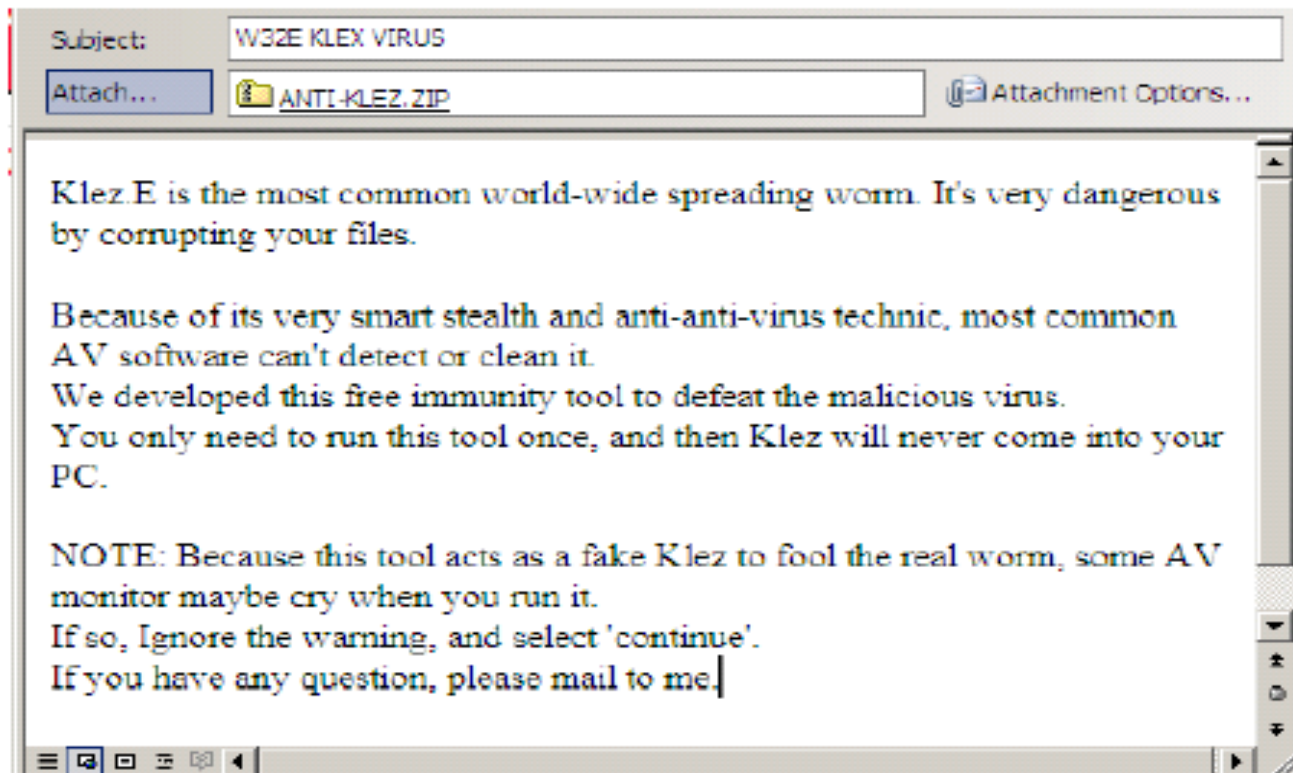 Subject: W32E KLEX VIRUS
Attach... ANTI-KLEZ.ZIP Attachment Options...
Klez.E is the most common world-wide spreading worm. It's very dangerous
by corrupting your files.
Because of its very smart stealth and anti-anti-virus technic, most common
AV software can't detect or clean it.
We developed this free immunity tool to defeat the malicious virus.
You only need to run this tool once, and then Klez will never come into your
PC.
NOTE: Because this tool acts as a fake Klez to fool the real worm, some AV
monitor maybe cry when you run it.
If so, Ignore the warning, and select 'continue'.
If you have any question, please mail to me.